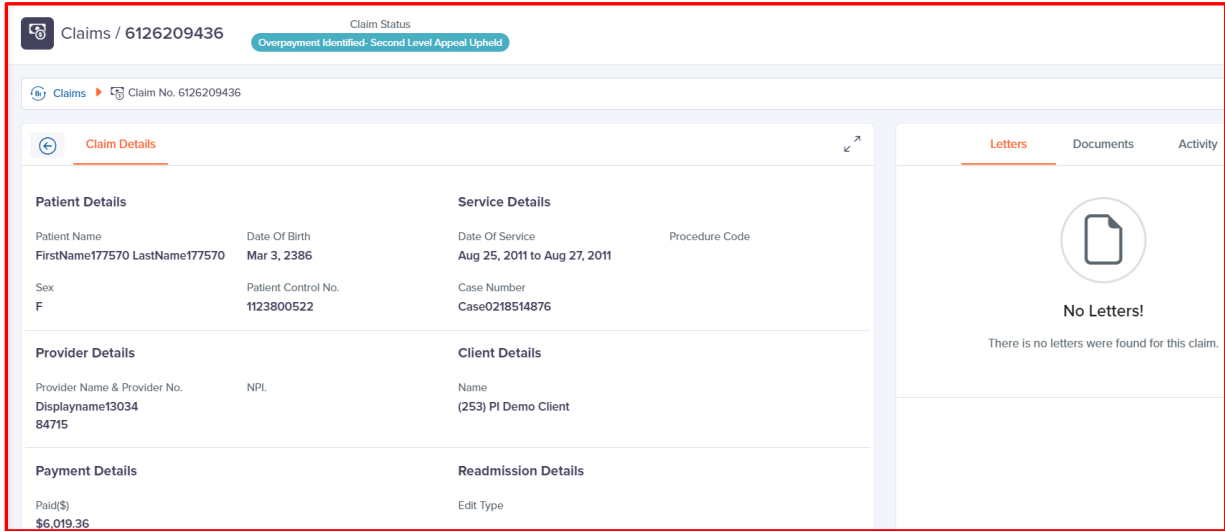 Claims / 6126209436
Claim Status
Overpayment Identified- Second Level Appeal Upheld
Claims
Claim No. 6126209436
Claim Details
Patient Details
Patient Name
FirstName177570 LastName177570
Date Of Birth
Mar 3, 2386
Sex
F
Patient Control No.
1123800522
Service Details
Date Of Service
Aug 25, 2011 to Aug 27, 2011
Procedure Code
Case Number
Case0218514876
Provider Details
Provider Name & Provider No.
Displayname13034
84715
NPI.
Client Details
Name
(253) PI Demo Client
Payment Details
Paid($)
$6,019.36
Readmission Details
Edit Type
Letters
Documents
Activity
No Letters!
There is no letters were found for this claim.